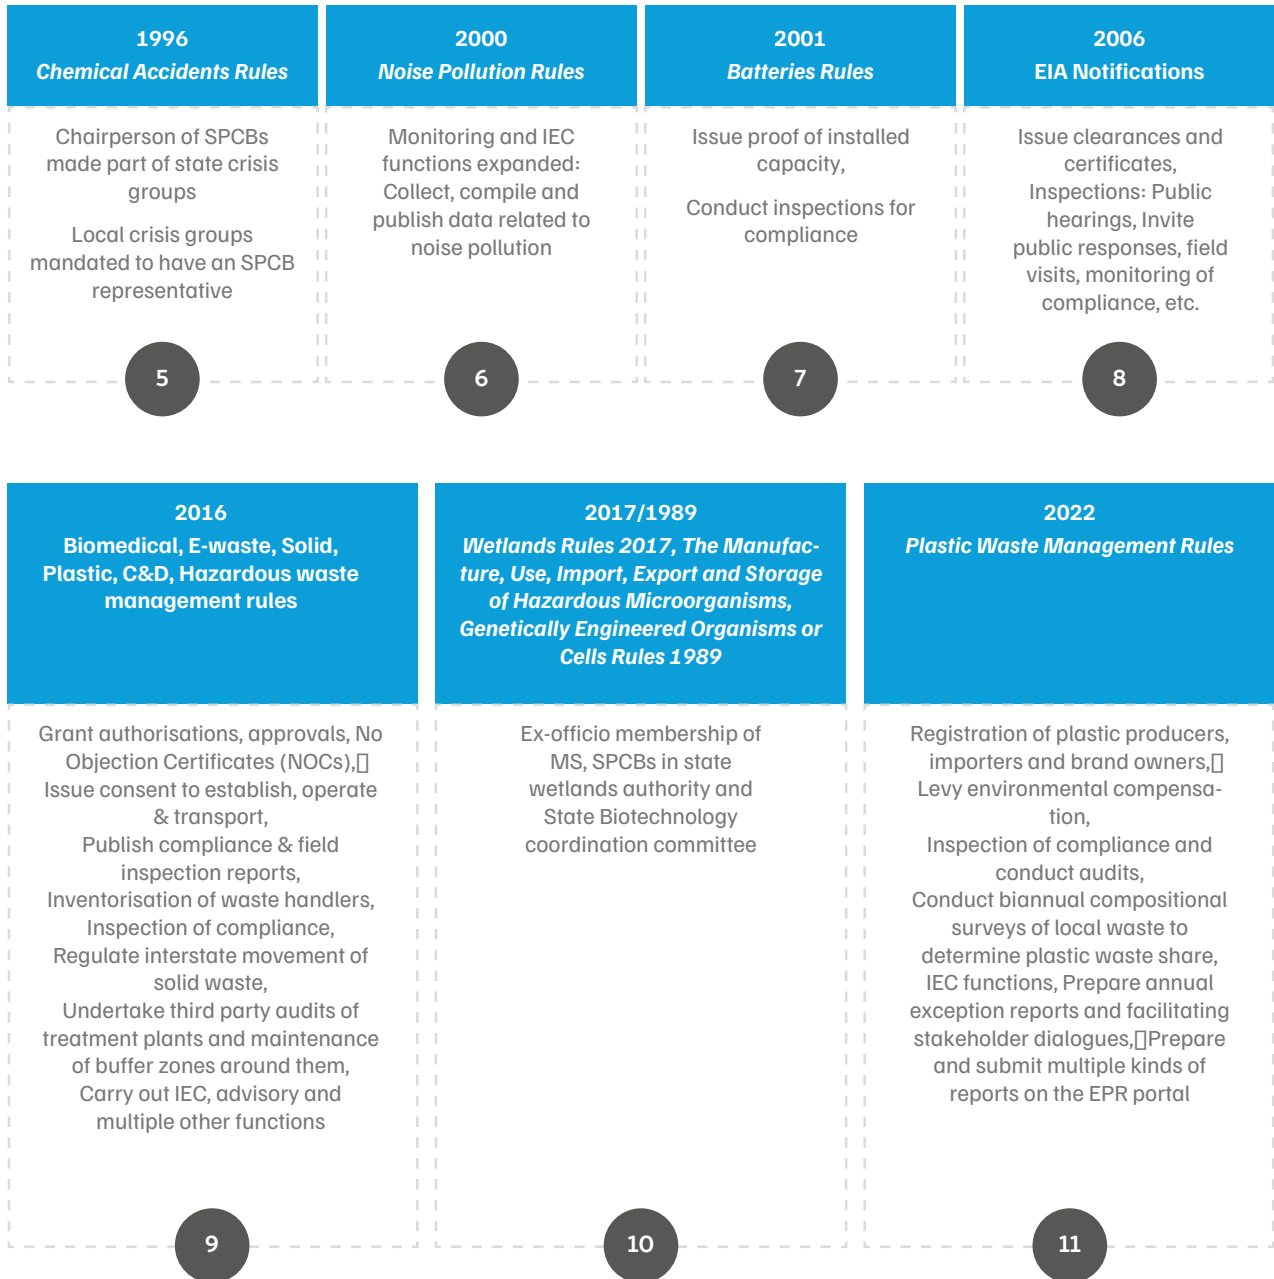 1996
Chemical Accidents Rules
Chairperson of SPCBs
made part of state crisis
groups
Local crisis groups
mandated to have an SPCB
representative
5
2000
Noise Pollution Rules
Monitoring and IEC
functions expanded:
Collect, compile and
publish data related to
noise pollution
6
2001
Batteries Rules
Issue proof of installed
capacity,
Conduct inspections for
compliance
7
2006
EIA Notifications
Issue clearances and
certificates,
Inspections: Public
hearings, Invite
public responses, field
visits, monitoring of
compliance, etc.
8
2016
Biomedical, E-waste, Solid,
Plastic, C&D, Hazardous waste
management rules
Grant authorisations, approvals, No
Objection Certificates (NOCs),▯
Issue consent to establish, operate
& transport,
Publish compliance & field
inspection reports,
Inventorisation of waste handlers,
Inspection of compliance,
Regulate interstate movement of
solid waste,
Undertake third party audits of
treatment plants and maintenance
of buffer zones around them,
Carry out IEC, advisory and
multiple other functions
9
2017/1989
Wetlands Rules 2017, The Manufac-
ture, Use, Import, Export and Storage
of Hazardous Microorganisms,
Genetically Engineered Organisms or
Cells Rules 1989
Ex-officio membership of
MS, SPCBs in state
wetlands authority and
State Biotechnology
coordination committee
10
2022
Plastic Waste Management Rules
Registration of plastic producers,
importers and brand owners,▯
Levy environmental compensa-
tion,
Inspection of compliance and
conduct audits,
Conduct biannual compositional
surveys of local waste to
determine plastic waste share,
IEC functions, Prepare annual
exception reports and facilitating
stakeholder dialogues,▯Prepare
and submit multiple kinds of
reports on the EPR portal
11